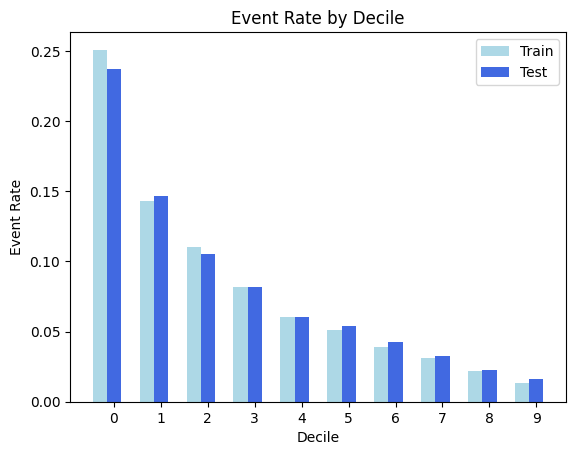 Event Rate by Decile
Train
Test
Event Rate
0.25
0.20
0.15
0.10
0.05
0.00
0 1 2 3 4 5 6 7 8 9
Decile